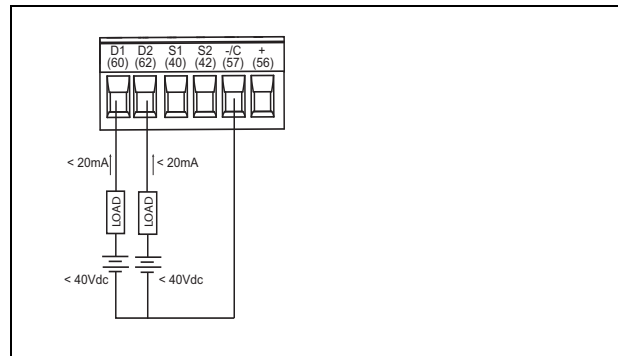 D1 D2 S1 S2 -/C +
(60) (62) (40) (42) (57) (56)
< 20mA < 20mA
LOAD LOAD
< 40Vdc < 40Vdc